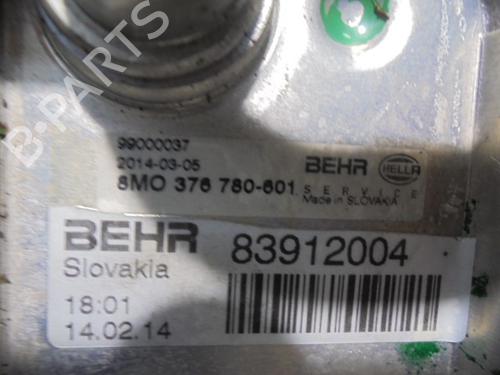 B-PARTS
99000037
2014-03-05
8MO 376 780-601
BEHR HELLA
SERVICE
Made in SLOVAKIA
BEHR 83912004
Slovakia
18:01
14.02.14